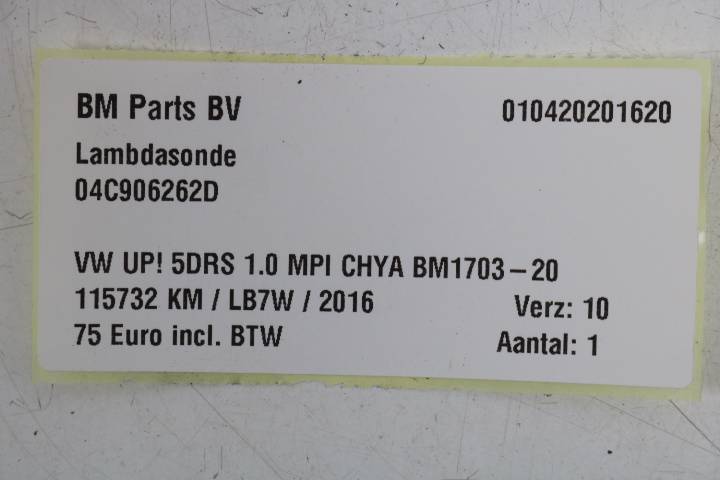 BM Parts BV 010420201620
Lambdasonde
04C906262D
VW UP! 5DRS 1.0 MPI CHYA BM1703-20
115732 KM / LB7W / 2016 Verz: 10
75 Euro incl. BTW Aantal: 1